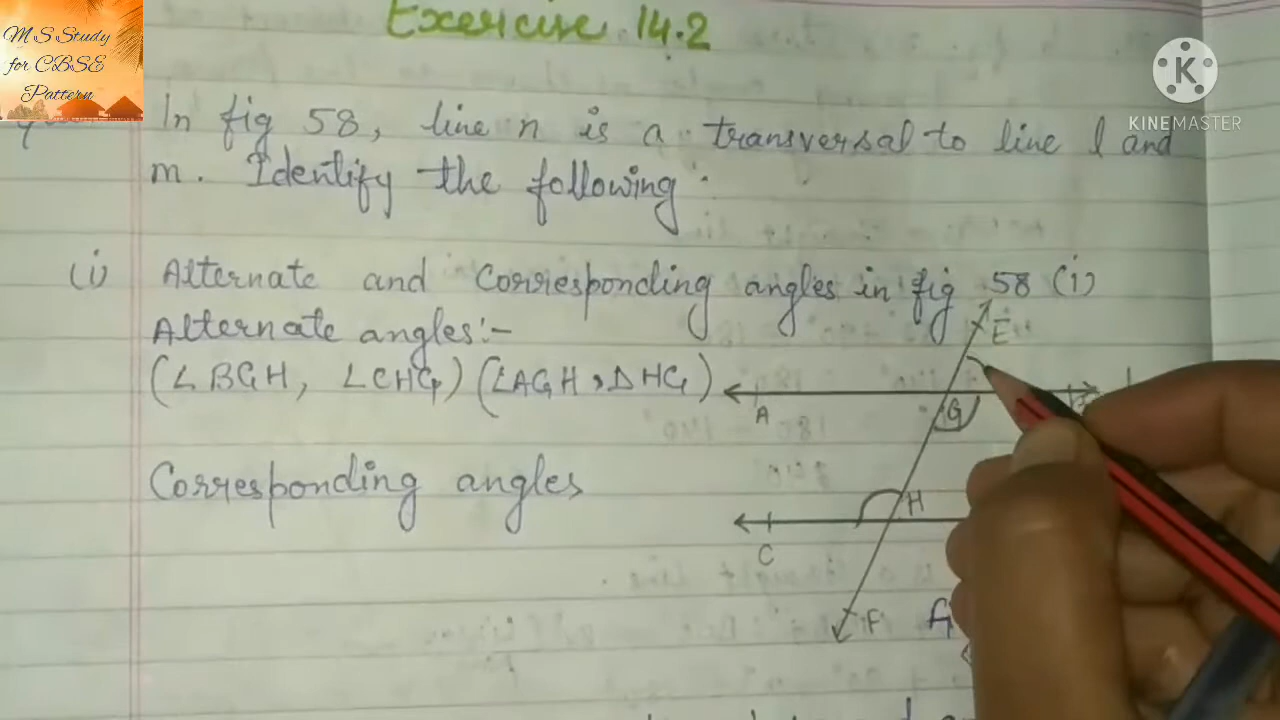 M S Study
for CBSE
Pattern
K
KINEMASTER
Exercise 14.2
In fig 58, line n is a transversal to line l and
m. Identify the following :
(i) Alternate and Corresponding angles in fig 58 (i)
Alternate angles:-
(∠BGH, ∠CHG) (∠AGH, DHG)
Corresponding angles
E
A
G
l
H
C
F